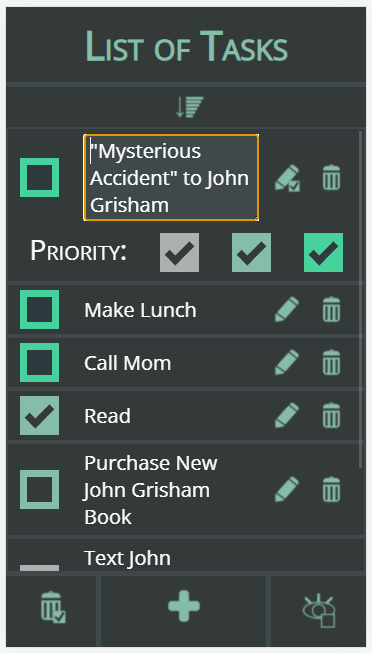 List of Tasks
"Mysterious
Accident" to John
Grisham
Priority:
Make Lunch
Call Mom
Read
Purchase New
John Grisham
Book
Text John